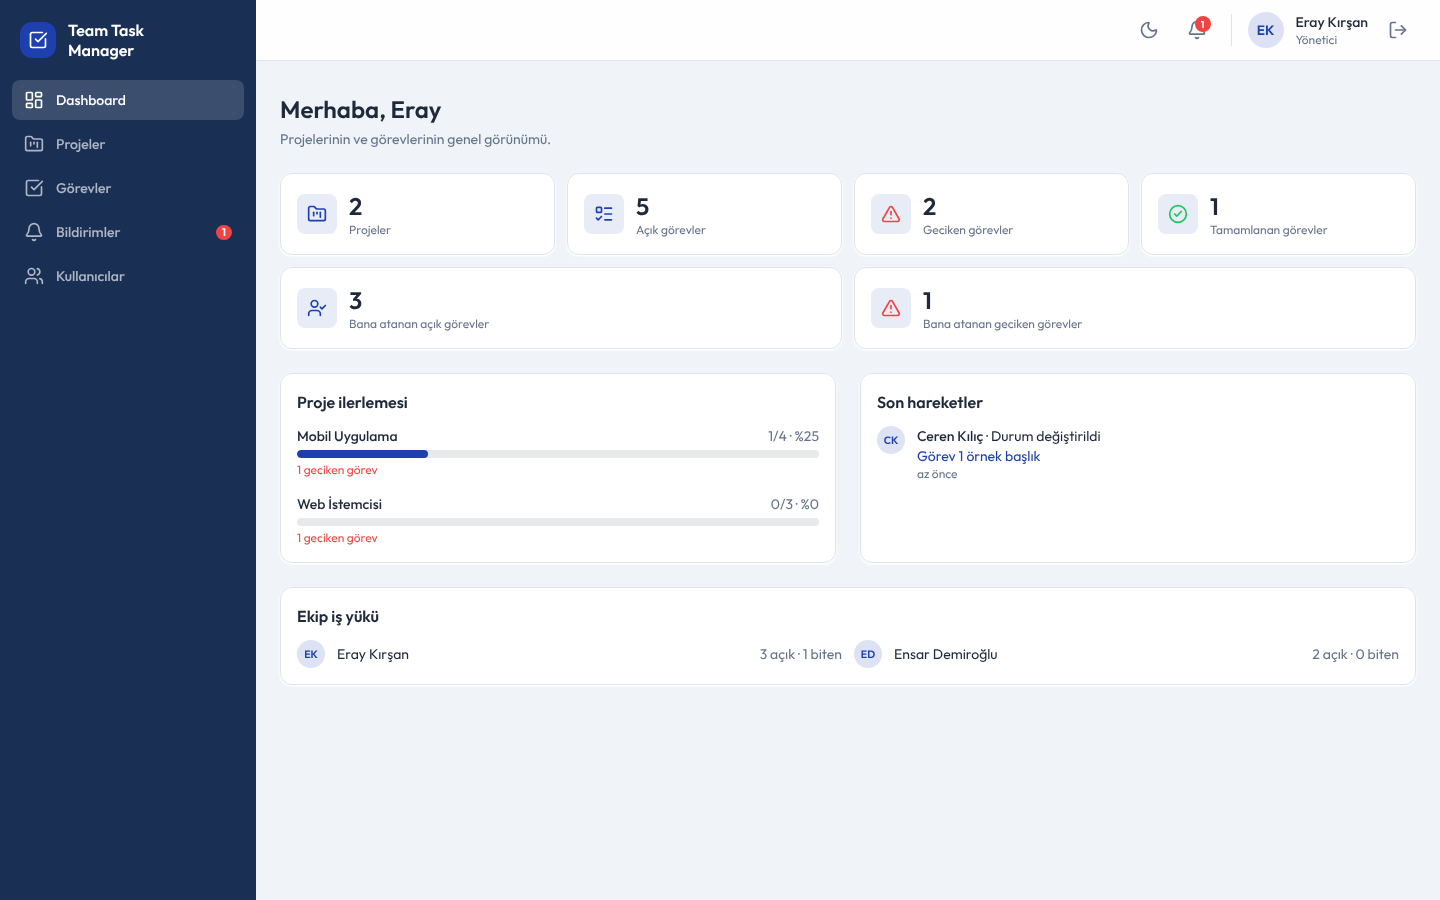 Team Task
Manager
Dashboard
Projeler
Görevler
Bildirimler 1
Kullanıcılar
1
EK
Eray Kırşan
Yönetici
Merhaba, Eray
Projelerinin ve görevlerinin genel görünümü.
2
Projeler
5
Açık görevler
2
Geciken görevler
1
Tamamlanan görevler
3
Bana atanan açık görevler
1
Bana atanan geciken görevler
Proje ilerlemesi
Mobil Uygulama 1/4 · %25
1 geciken görev
Web İstemcisi 0/3 · %0
1 geciken görev
Son hareketler
CK Ceren Kılıç · Durum değiştirildi
Görev 1 örnek başlık
az önce
Ekip iş yükü
EK Eray Kırşan 3 açık · 1 biten
ED Ensar Demiroğlu 2 açık · 0 biten